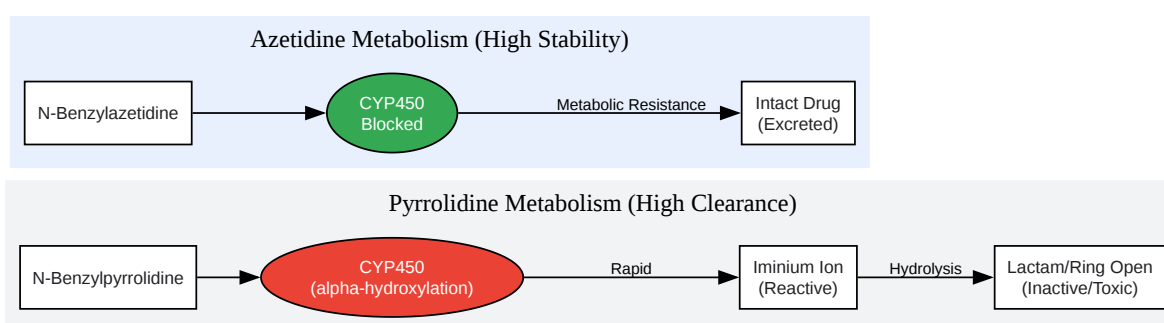 Azetidine Metabolism (High Stability)
N-Benzylazetidine
CYP450
Blocked
Metabolic Resistance
Intact Drug
(Excreted)
Pyrrolidine Metabolism (High Clearance)
N-Benzylpyrrolidine
CYP450
(alpha-hydroxylation)
Rapid
Iminium Ion
(Reactive)
Hydrolysis
Lactam/Ring Open
(Inactive/Toxic)